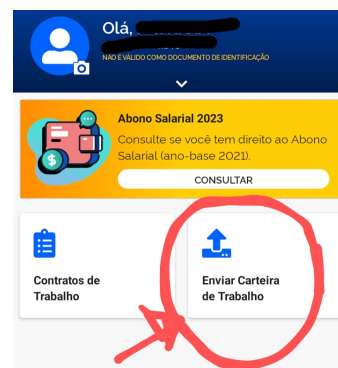 Olá,
NÃO É VÁLIDO COMO DOCUMENTO DE IDENTIFICAÇÃO
Abono Salarial 2023
Consulte se você tem direito ao Abono
Salarial (ano-base 2021).
CONSULTAR
Contratos de
Trabalho
Enviar Carteira
de Trabalho